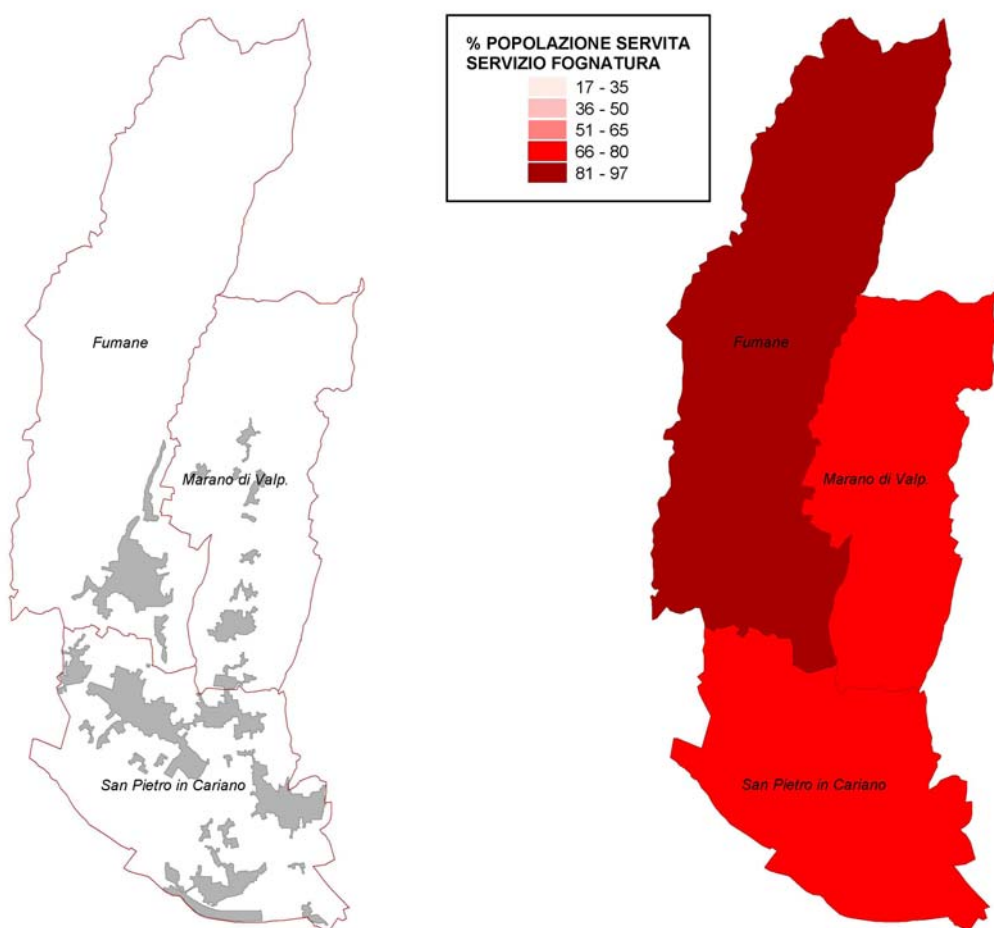 % POPOLAZIONE SERVITA
SERVIZIO FOGNATURA
17 - 35
36 - 50
51 - 65
66 - 80
81 - 97
Fumane
Marano di Valp.
San Pietro in Cariano
Fumane
Marano di Valp.
San Pietro in Cariano